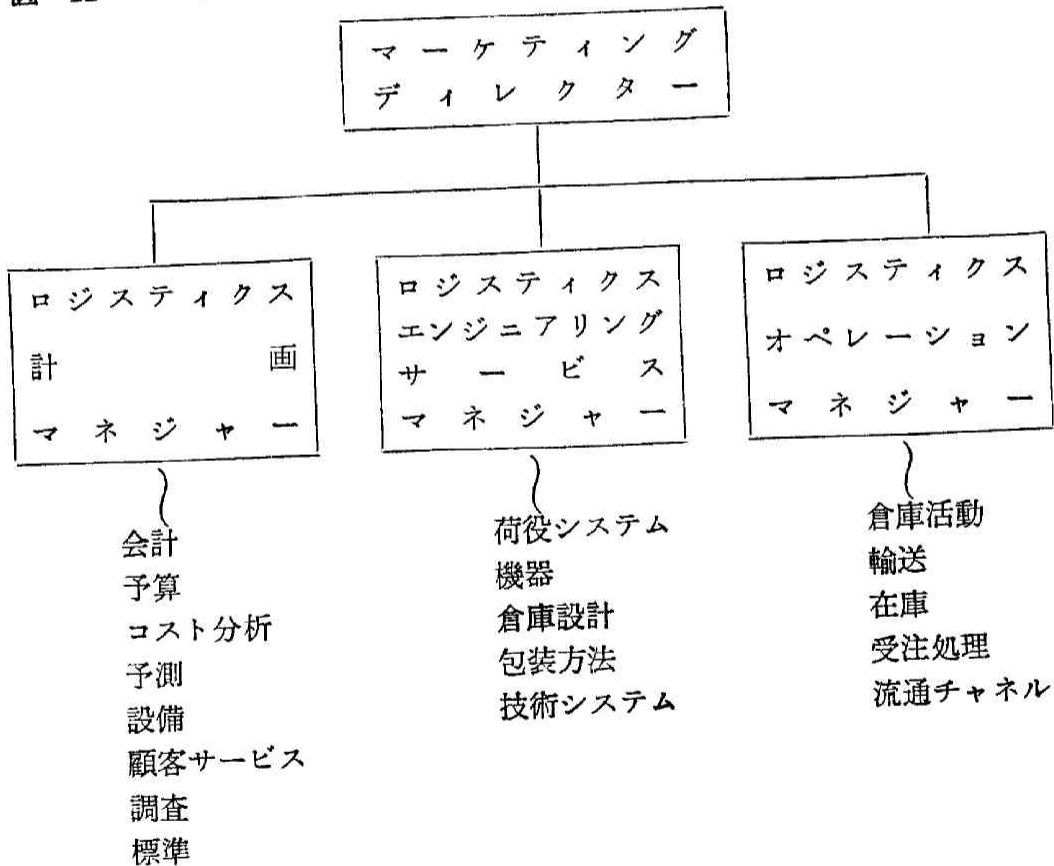 マーケティング
ディレクター
ロジスティクス
計画
マネジャー
ロジスティクス
エンジニアリング
サービス
マネジャー
ロジスティクス
オペレーション
マネジャー
会計
予算
コスト分析
予測
設備
顧客サービス
調査
標準
荷役システム
機器
倉庫設計
包装方法
技術システム
倉庫活動
輸送
在庫
受注処理
流通チャネル